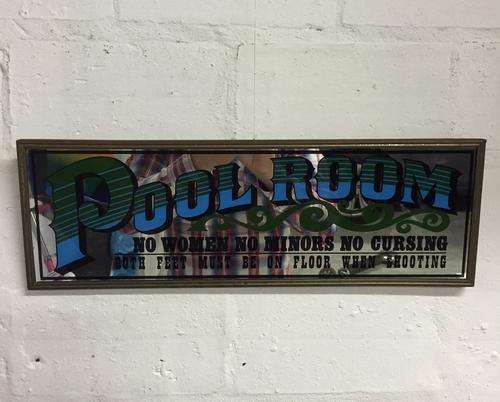 POOL ROOM
NO WOMEN NO MINORS NO CURSING
BOTH FEET MUST BE ON FLOOR WHEN SHOOTING